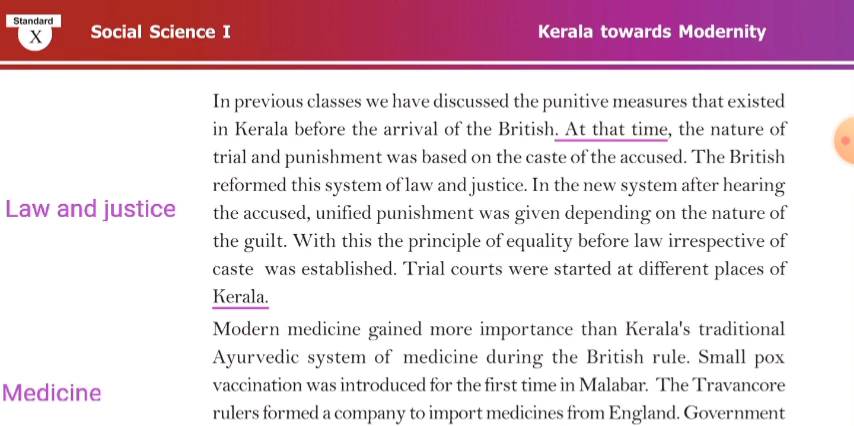 Standard
X
Social Science I
Kerala towards Modernity
In previous classes we have discussed the punitive measures that existed
in Kerala before the arrival of the British. At that time, the nature of
trial and punishment was based on the caste of the accused. The British
reformed this system of law and justice. In the new system after hearing
Law and justice
the accused, unified punishment was given depending on the nature of
the guilt. With this the principle of equality before law irrespective of
caste was established. Trial courts were started at different places of
Kerala.
Modern medicine gained more importance than Kerala's traditional
Ayurvedic system of medicine during the British rule. Small pox
Medicine
vaccination was introduced for the first time in Malabar. The Travancore
rulers formed a company to import medicines from England. Government